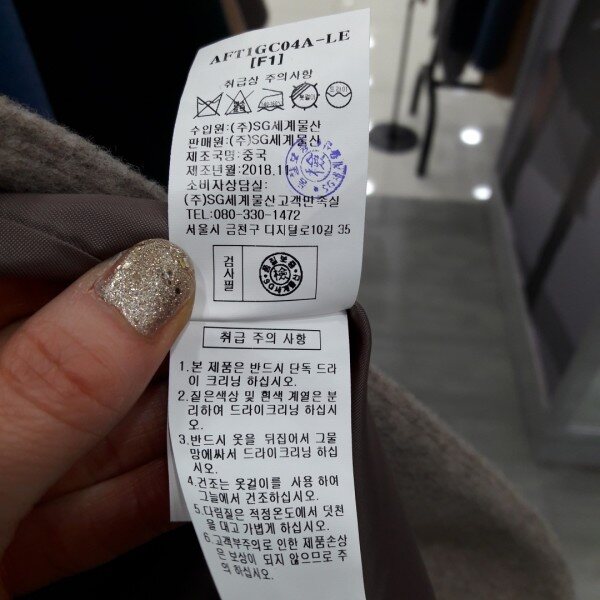 AFT1GC04A-LE
[F1]
취급상 주의사항
수입원:(주)SG세계물산
판매원:(주)SG세계물산
제조국명:중국
제조년월:2018.11
소비자상담실:
(주)SG세계물산고객만족실
TEL:080-330-1472
서울시 금천구 디지털로10길 35
검사필
檢
취급 주의 사항
1.본 제품은 반드시 단독 드라
이 크리닝 하십시오.
2.짙은색상 및 흰색 계열은 분
리하여 드라이크리닝 하십시
오.
3.반드시 옷을 뒤집어서 그물
망에싸서 드라이크리닝 하십
시오.
4.건조는 옷걸이를 사용 하여
그늘에서 건조하십시오.
5.다림질은 적정온도에서 덧천
을 대고 가볍게 하십시오.
6.고객부주의로 인한 제품손상
은 보상이 되지 않으므로 주
의 하십시오.